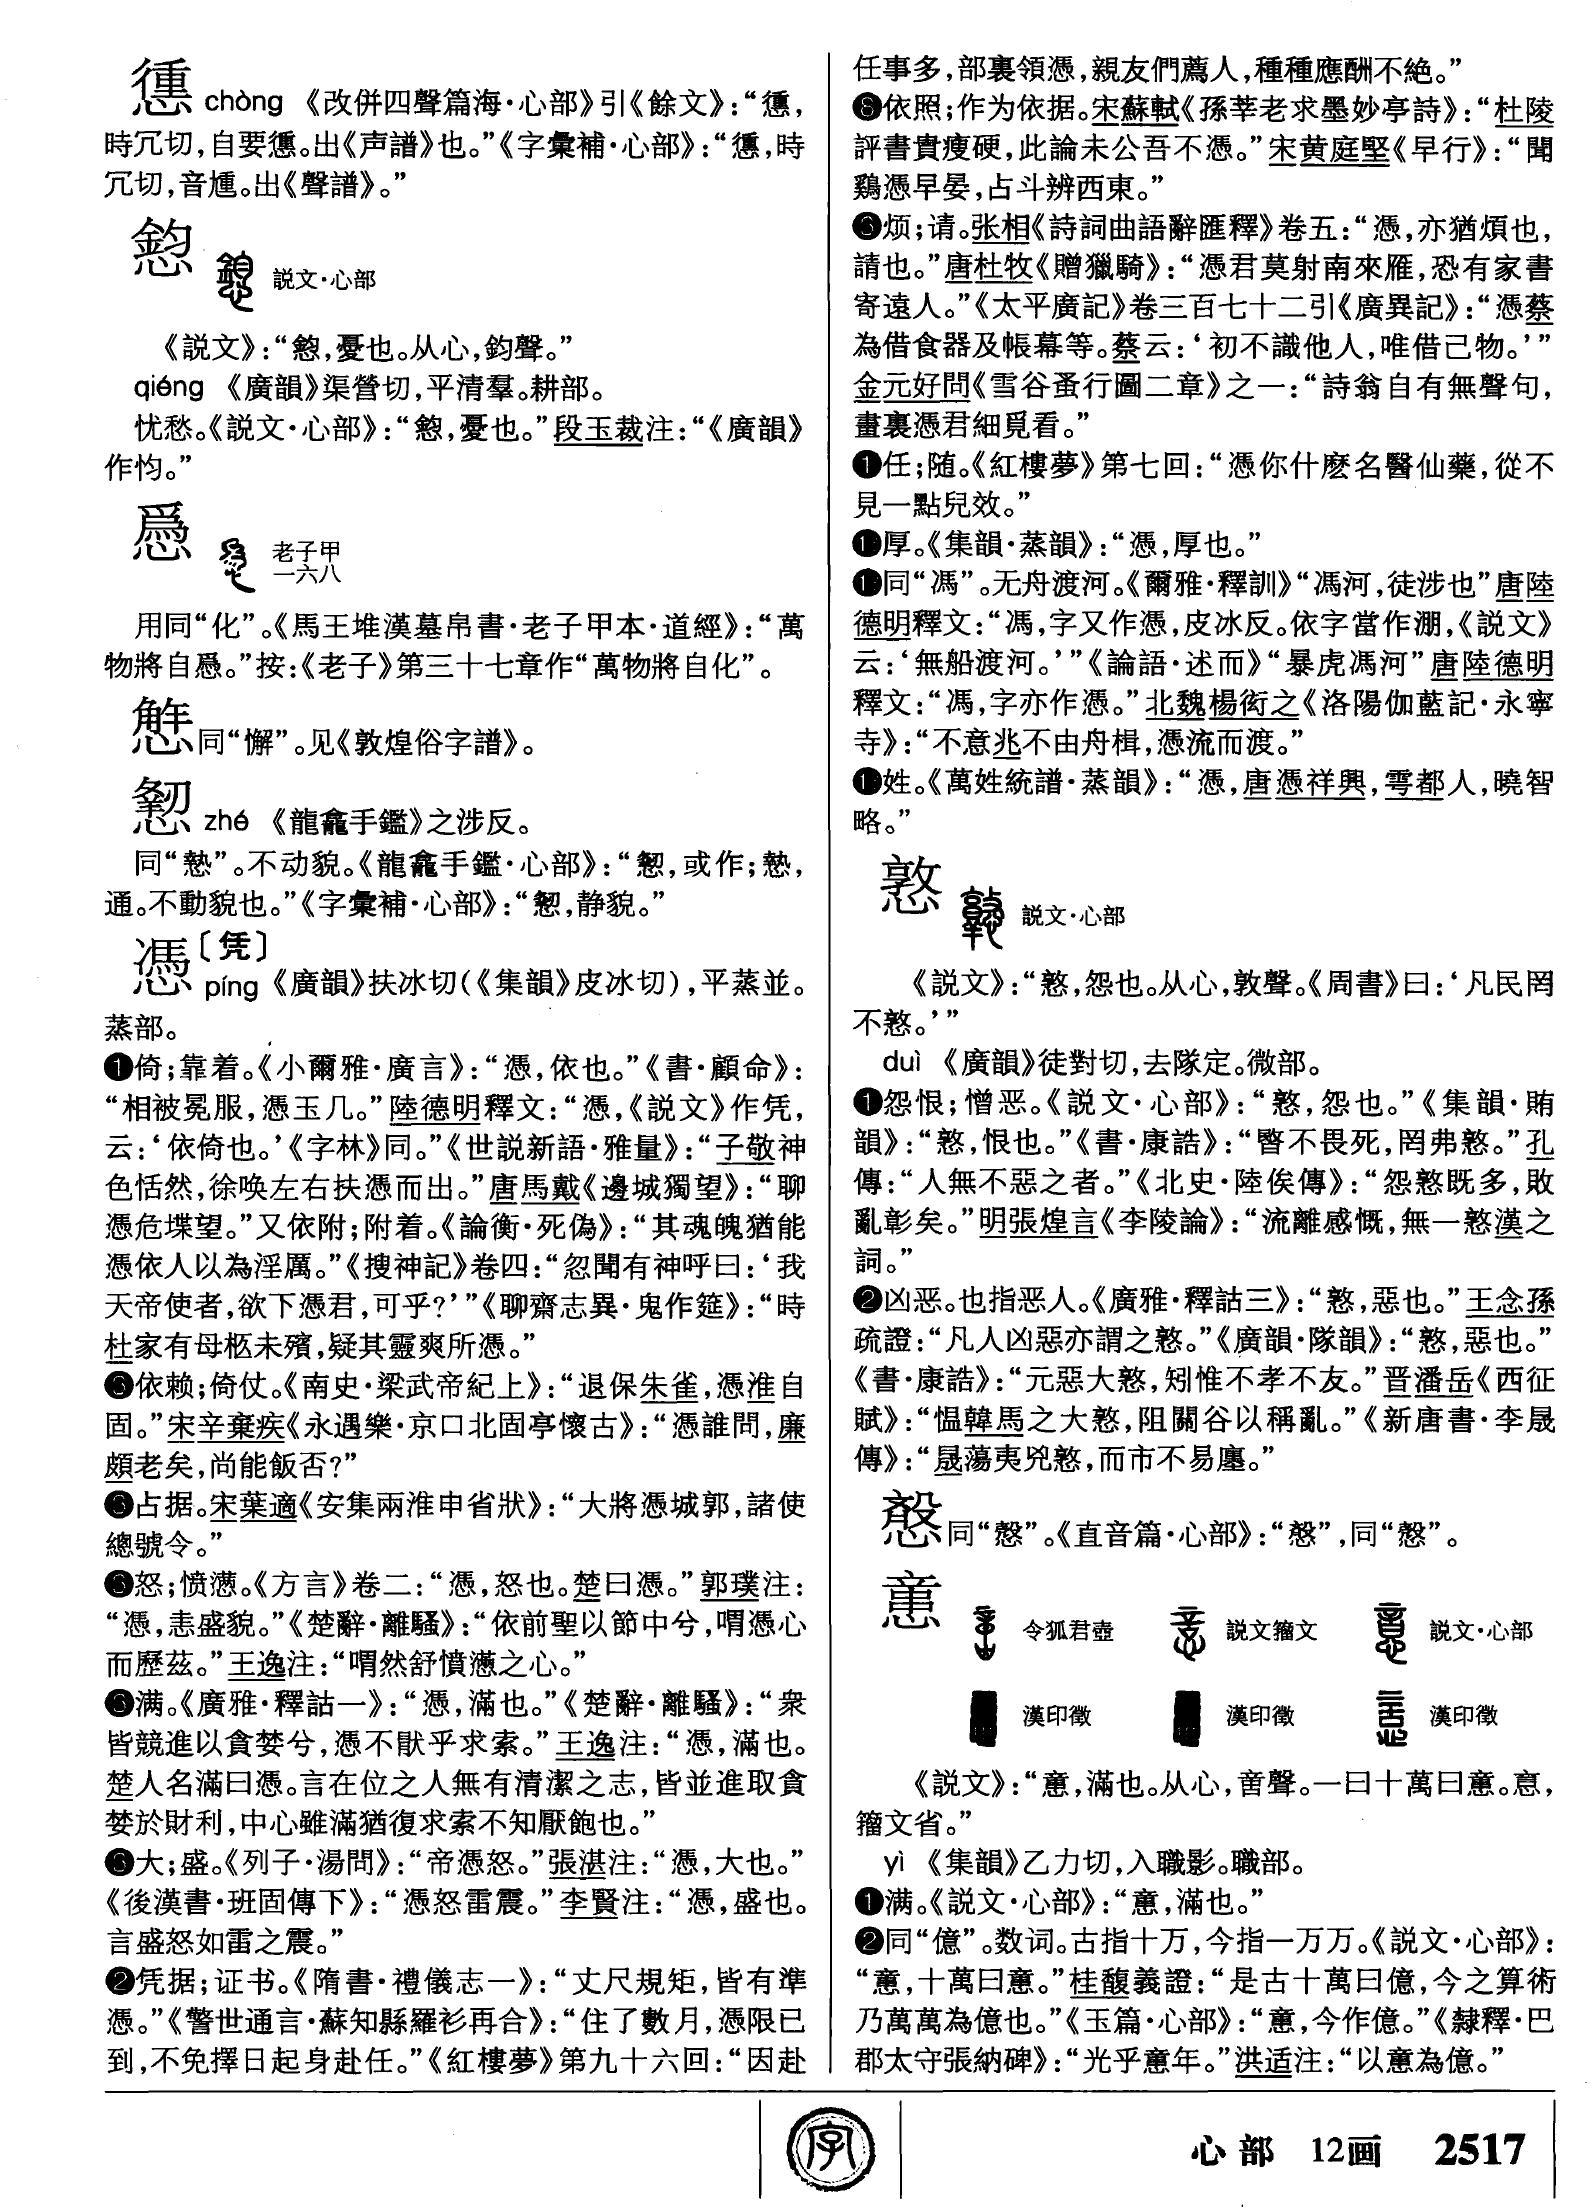 chòng 《改併四聲篇海·心部》引《餘文》：“㣫，
時冗切，自要㣫。出《声譜》也。”《字彙補·心部》：“㣫，時
冗切，音尰。出《聲譜》。”
説文·心部
《説文》：“憌，憂也。从心，鈞聲。”
qióng 《廣韻》渠營切，平清羣。耕部。
忧愁。《説文·心部》：“憌，憂也。”段玉裁注：“《廣韻》
作㤯。”
老子甲
一六八
用同“化”。《馬王堆漢墓帛書·老子甲本·道經》：“萬
物將自㦝。”按：《老子》第三十七章作“萬物將自化”。
同“懈”。见《敦煌俗字譜》。
zhé 《龍龕手鑑》之涉反。
同“慹”。不动貌。《龍龕手鑑·心部》：“，或作；慹，
通。不動貌也。”《字彙補·心部》：“，静貌。”
憑〔凭〕
píng 《廣韻》扶冰切（《集韻》皮冰切），平蒸並。
蒸部。
❶倚；靠着。《小爾雅·廣言》：“憑，依也。”《書·顧命》：
“相被冕服，憑玉几。”陸德明釋文：“憑，《説文》作凭，
云：‘依倚也。’《字林》同。”《世説新語·雅量》：“子敬神
色恬然，徐唤左右扶憑而出。”唐馬戴《邊城獨望》：“聊
憑危堞望。”又依附；附着。《論衡·死偽》：“其魂魄猶能
憑依人以為淫厲。”《搜神記》卷四：“忽聞有神呼曰：‘我
天帝使者，欲下憑君，可乎？’”《聊齋志異·鬼作筵》：“時
杜家有母柩未殯，疑其靈爽所憑。”
依赖；倚仗。《南史·梁武帝紀上》：“退保朱雀，憑淮自
固。”宋辛棄疾《永遇樂·京口北固亭懷古》：“憑誰問，廉
頗老矣，尚能飯否？”
占据。宋葉適《安集兩淮申省狀》：“大將憑城郭，諸使
總號令。”
怒；愤懑。《方言》卷二：“憑，怒也。楚曰憑。”郭璞注：
“憑，恚盛貌。”《楚辭·離騷》：“依前聖以節中兮，喟憑心
而歷茲。”王逸注：“喟然舒憤懣之心。”
满。《廣雅·釋詁一》：“憑，滿也。”《楚辭·離騷》：“衆
皆競進以貪婪兮，憑不猒乎求索。”王逸注：“憑，滿也。
楚人名滿曰憑。言在位之人無有清潔之志，皆並進取貪
婪於財利，中心雖滿猶復求索不知厭飽也。”
大；盛。《列子·湯問》：“帝憑怒。”張湛注：“憑，大也。”
《後漢書·班固傳下》：“憑怒雷震。”李賢注：“憑，盛也。
言盛怒如雷之震。”
❷凭据；证书。《隋書·禮儀志一》：“丈尺規矩，皆有準
憑。”《警世通言·蘇知縣羅衫再合》：“住了數月，憑限已
到，不免擇日起身赴任。”《紅樓夢》第九十六回：“因赴
任事多，部裏領憑，親友們薦人，種種應酬不絶。”
❽依照；作为依据。宋蘇軾《孫莘老求墨妙亭詩》：“杜陵
評書貴瘦硬，此論未公吾不憑。”宋黄庭堅《早行》：“聞
鷄憑早晏，占斗辨西東。”
烦；请。张相《詩詞曲語辭匯釋》卷五：“憑，亦猶煩也，
請也。”唐杜牧《贈獵騎》：“憑君莫射南來雁，恐有家書
寄遠人。”《太平廣記》卷三百七十二引《廣異記》：“憑蔡
為借食器及帳幕等。蔡云：‘初不識他人，唯借己物。’”
金元好問《雪谷蚤行圖二章》之一：“詩翁自有無聲句，
畫裏憑君細覓看。”
❶任；随。《紅樓夢》第七回：“憑你什麽名醫仙藥，從不
見一點兒效。”
厚。《集韻·蒸韻》：“憑，厚也。”
同“馮”。无舟渡河。《爾雅·釋訓》“馮河，徒涉也”唐陸
德明釋文：“馮，字又作憑，皮冰反。依字當作淜，《説文》
云：‘無船渡河。’”《論語·述而》“暴虎馮河”唐陸德明
釋文：“馮，字亦作憑。”北魏楊衒之《洛陽伽藍記·永寧
寺》：“不意兆不由舟楫，憑流而渡。”
姓。《萬姓統譜·蒸韻》：“憑，唐憑祥興，雩都人，曉智
略。”
憝 説文·心部
《説文》：“憝，怨也。从心，敦聲。《周書》曰：‘凡民罔
不憝。’”
duì 《廣韻》徒對切，去隊定。微部。
❶怨恨；憎恶。《説文·心部》：“憝，怨也。”《集韻·賄
韻》：“憝，恨也。”《書·康誥》：“暋不畏死，罔弗憝。”孔
傳：“人無不惡之者。”《北史·陸俟傳》：“怨憝既多，敗
亂彰矣。”明張煌言《李陵論》：“流離感慨，無一憝漢之
詞。”
❷凶恶。也指恶人。《廣雅·釋詁三》：“憝，惡也。”王念孫
疏證：“凡人凶惡亦謂之憝。”《廣韻·隊韻》：“憝，惡也。”
《書·康誥》：“元惡大憝，矧惟不孝不友。”晋潘岳《西征
賦》：“愠韓馬之大憝，阻關谷以稱亂。”《新唐書·李晟
傳》：“晟蕩夷兇憝，而市不易廛。”
同“慇”。《直音篇·心部》：“”，同“慇”。
𢡃 令狐君壺 説文籀文 説文·心部
漢印徵 漢印徵 漢印徵
《説文》：“𢡃，滿也。从心，𠶷聲。一曰十萬曰𢡃。𢘽，
籀文省。”
yì 《集韻》乙力切，入職影。職部。
❶满。《説文·心部》：“𢡃，滿也。”
❷同“億”。数词。古指十万，今指一万万。《説文·心部》：
“𢡃，十萬曰𢡃。”桂馥義證：“是古十萬曰億，今之算術
乃萬萬為億也。”《玉篇·心部》：“𢡃，今作億。”《隸釋·巴
郡太守張納碑》：“光乎𢡃年。”洪适注：“以𢡃為億。”
字
心部 12画 2517